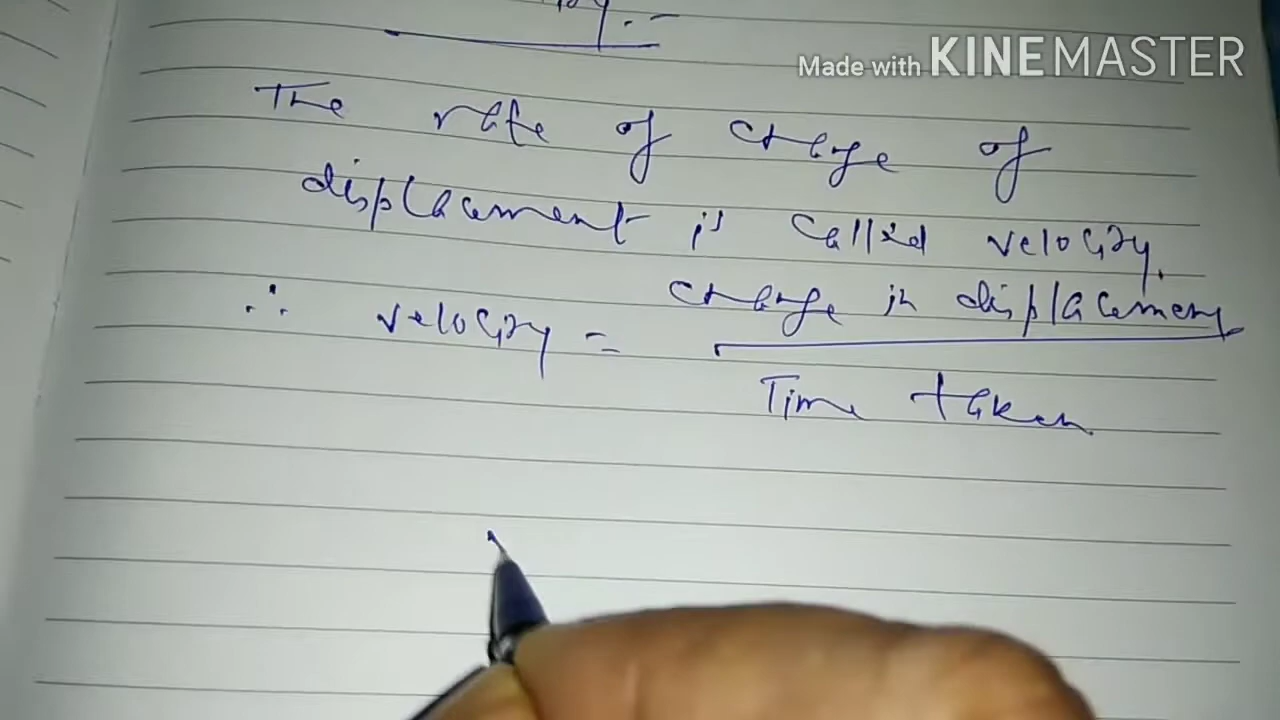 Made with KINEMASTER
The rate of change of
displacement is called velocity.
∴ velocity = change in displacement
Time taken